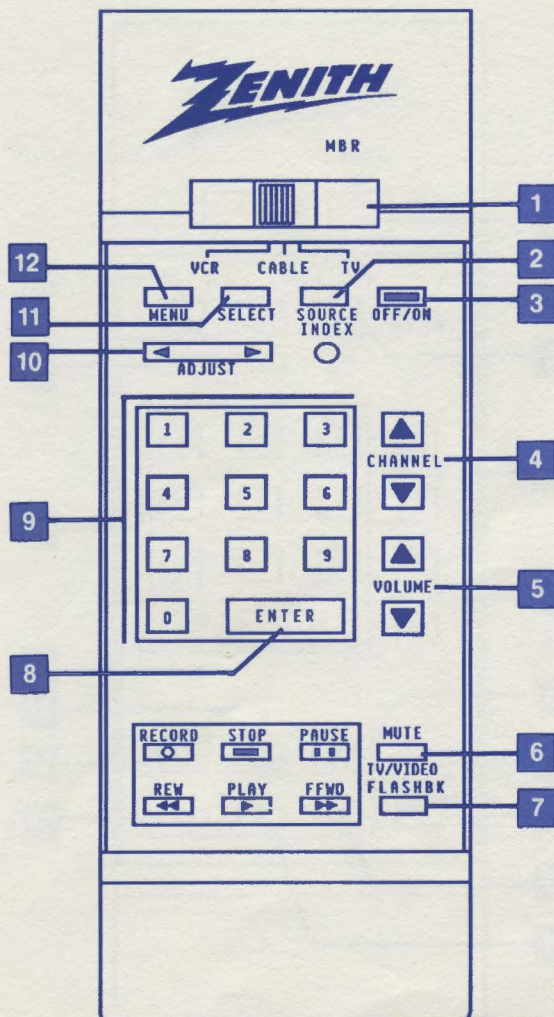 ZENITH
MBR
1
12
VCR CABLE TV
2
MENU SELECT SOURCE INDEX OFF/ON
3
11
10
ADJUST
1 2 3
CHANNEL
4
4 5 6
9
7 8 9
VOLUME
5
0 ENTER
8
RECORD STOP PAUSE MUTE
6
TV/VIDEO
REW PLAY FFWD FLASHBK
7